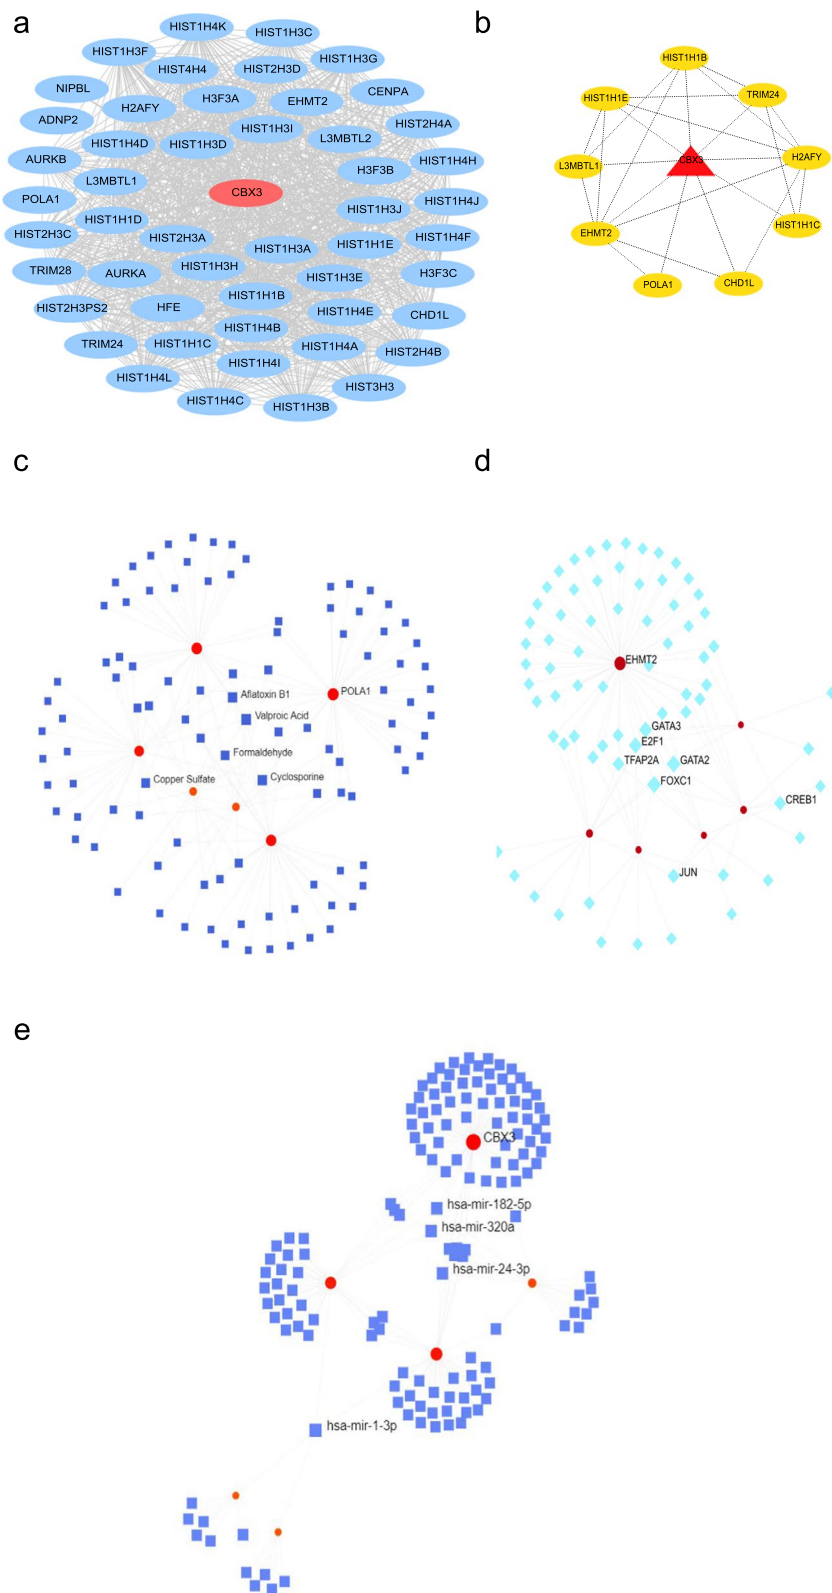 a
b
HIST1H4K
HIST1H3C
HIST1H3F
HIST1H3G
HIST4H4
HIST2H3D
NIPBL
H2AFY
H3F3A
EHMT2
CENPA
ADNP2
HIST1H3I
HIST2H4A
HIST1H4D
HIST1H3D
L3MBTL2
AURKB
HIST1H4H
L3MBTL1
H3F3B
CBX3
POLA1
HIST1H4J
HIST1H1D
HIST1H3J
HIST2H3C
HIST2H3A
HIST1H3A
HIST1H1E
HIST1H4F
TRIM28
AURKA
HIST1H3H
HIST1H3E
H3F3C
HIST2H3PS2
HFE
HIST1H1B
HIST1H4E
CHD1L
HIST1H4B
TRIM24
HIST1H1C
HIST1H4A
HIST2H4B
HIST1H4I
HIST1H4L
HIST3H3
HIST1H4C
HIST1H3B
HIST1H1B
HIST1H1E
TRIM24
L3MBTL1
CBX3
H2AFY
EHMT2
HIST1H1C
POLA1
CHD1L
c
d
Aflatoxin B1
POLA1
Valproic Acid
Formaldehyde
Copper Sulfate
Cyclosporine
EHMT2
GATA3
E2F1
TFAP2A
GATA2
FOXC1
CREB1
JUN
e
CBX3
hsa-mir-182-5p
hsa-mir-320a
hsa-mir-24-3p
hsa-mir-1-3p